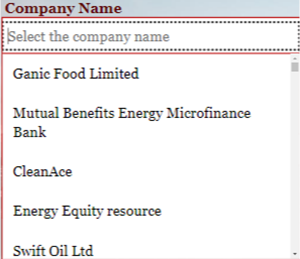 Company Name
Select the company name
Ganic Food Limited
Mutual Benefits Energy Microfinance
Bank
CleanAce
Energy Equity resource
Swift Oil Ltd